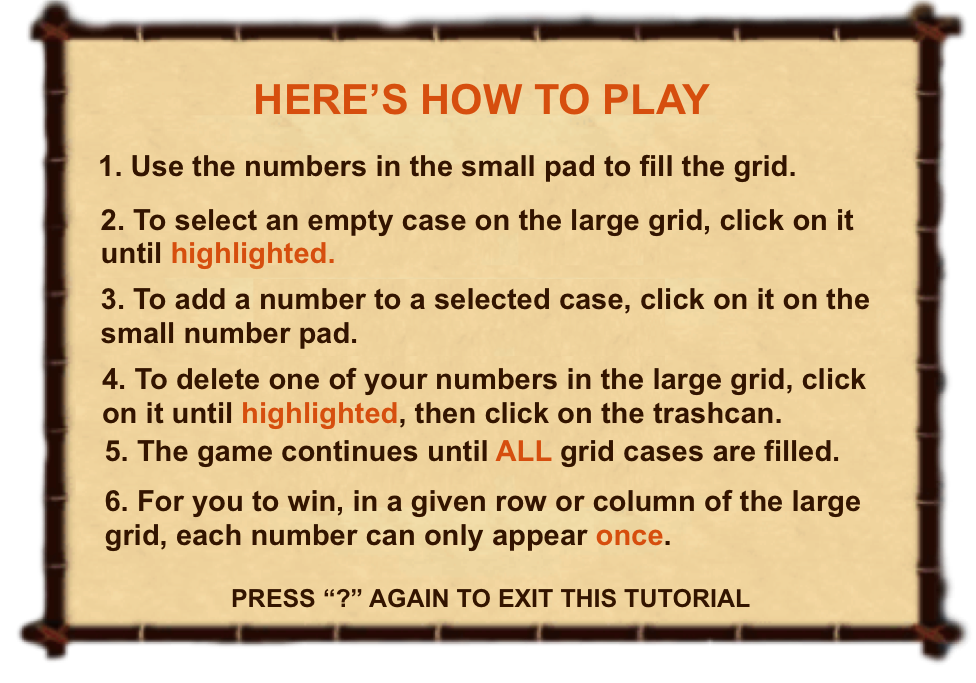 HERE’S HOW TO PLAY
1. Use the numbers in the small pad to fill the grid.
2. To select an empty case on the large grid, click on it
until highlighted.
3. To add a number to a selected case, click on it on the
small number pad.
4. To delete one of your numbers in the large grid, click
on it until highlighted, then click on the trashcan.
5. The game continues until ALL grid cases are filled.
6. For you to win, in a given row or column of the large
grid, each number can only appear once.
PRESS “?” AGAIN TO EXIT THIS TUTORIAL